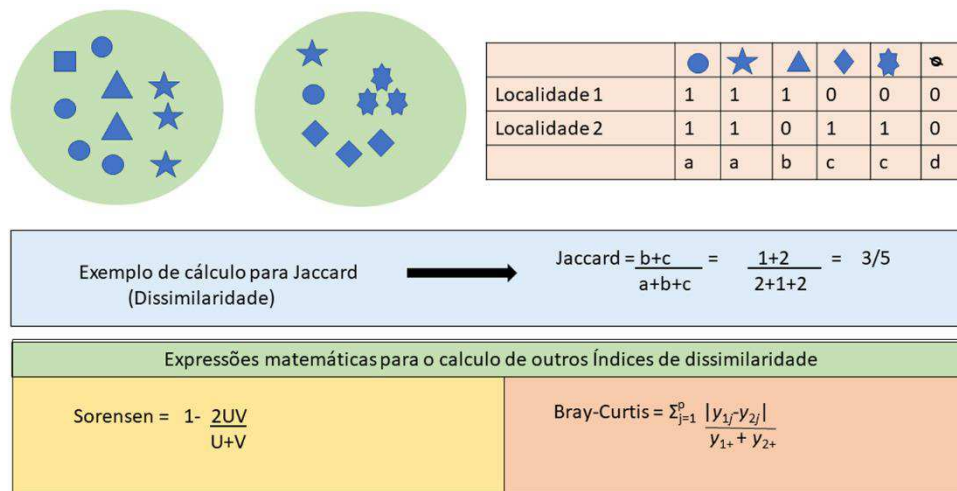 ⱷ
Localidade 1 1 1 1 0 0 0
Localidade 2 1 1 0 1 1 0
a a b c c d
Exemplo de cálculo para Jaccard
(Dissimilaridade)
Jaccard = b+c = 1+2 = 3/5
a+b+c 2+1+2
Expressões matemáticas para o calculo de outros Índices de dissimilaridade
Sorensen = 1- 2UV
U+V
Bray-Curtis = Σᵖⱼ₌₁ |y₁ⱼ-y₂ⱼ|
y₁₊ + y₂₊